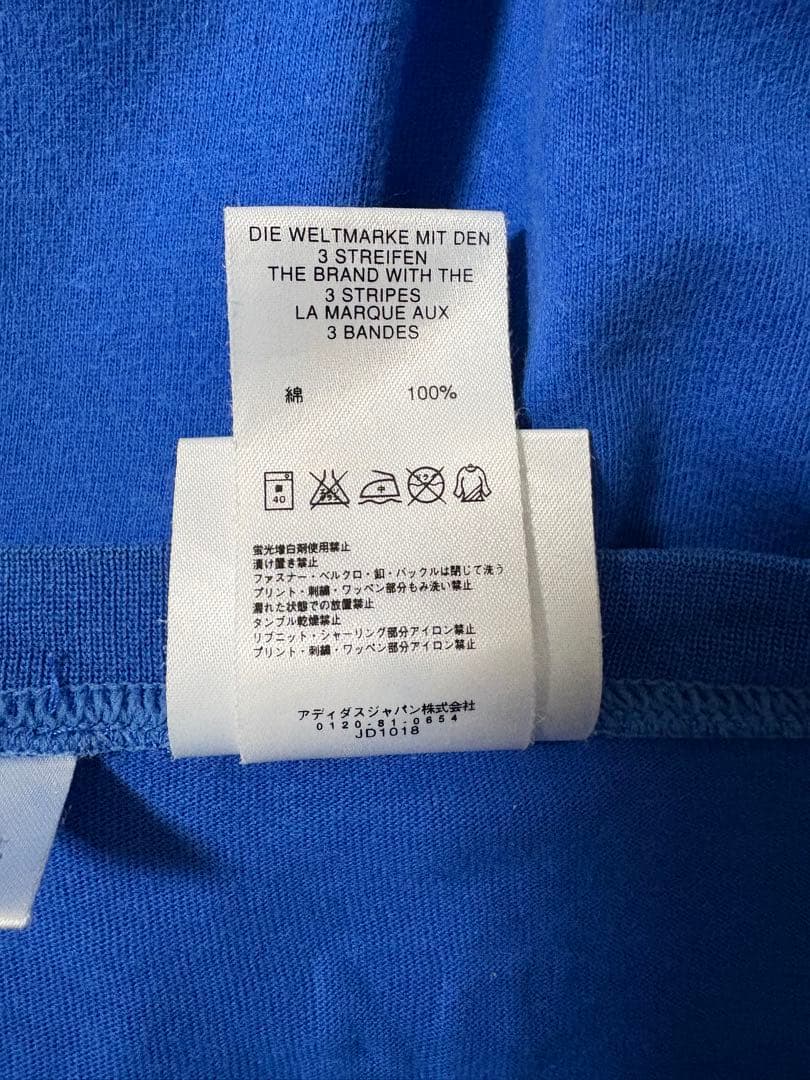 DIE WELTMARKE MIT DEN
3 STREIFEN
THE BRAND WITH THE
3 STRIPES
LA MARQUE AUX
3 BANDES
綿 100%
40 中
蛍光増白剤使用禁止
漬け置き禁止
ファスナー・ベルクロ・釦・バックルは閉じて洗う
プリント・刺繍・ワッペン部分もみ洗い禁止
濡れた状態での放置禁止
タンブル乾燥禁止
リブニット・シャーリング部分アイロン禁止
プリント・刺繍・ワッペン部分アイロン禁止
アディダスジャパン株式会社
0120-81-0654
JD1018